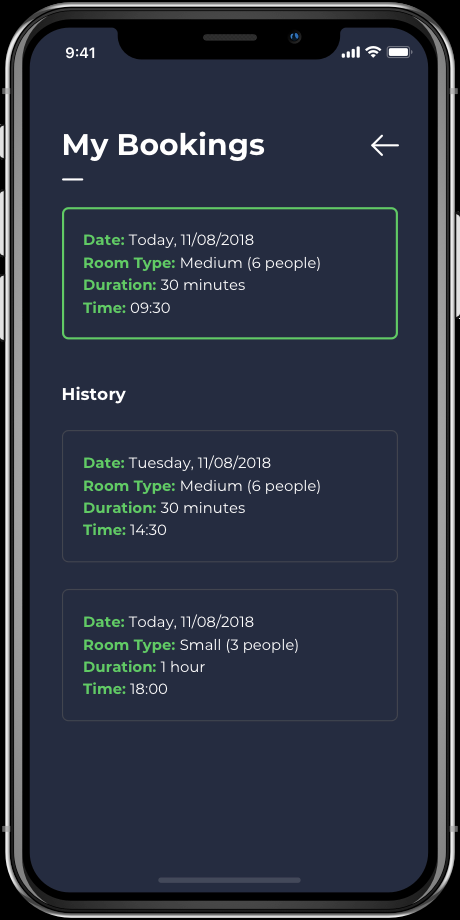 9:41
My Bookings
Date: Today, 11/08/2018
Room Type: Medium (6 people)
Duration: 30 minutes
Time: 09:30
History
Date: Tuesday, 11/08/2018
Room Type: Medium (6 people)
Duration: 30 minutes
Time: 14:30
Date: Today, 11/08/2018
Room Type: Small (3 people)
Duration: 1 hour
Time: 18:00